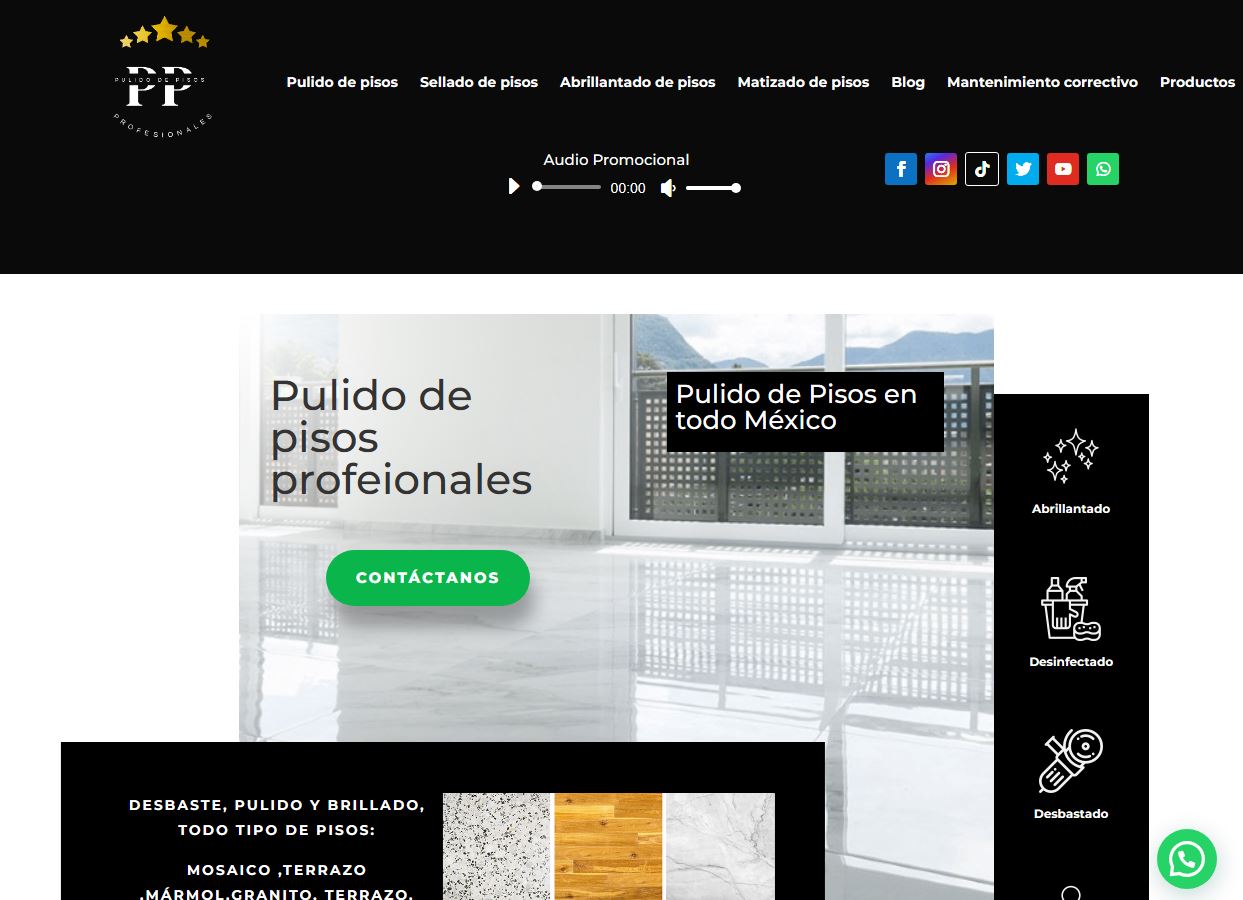 PULIDO DE PISOS
PP
PROFESIONALES
Pulido de pisos Sellado de pisos Abrillantado de pisos Matizado de pisos Blog Mantenimiento correctivo Productos
Audio Promocional
00:00
Pulido de
pisos
profeionales
Pulido de Pisos en
todo México
CONTÁCTANOS
Abrillantado
Desinfectado
Desbastado
DESBASTE, PULIDO Y BRILLADO,
TODO TIPO DE PISOS:
MOSAICO ,TERRAZO
,MÁRMOL,GRANITO, TERRAZO,